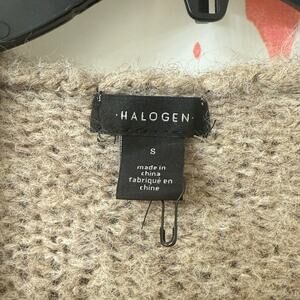 ·HALOGEN·
S
made in
china
fabriqué en
chine